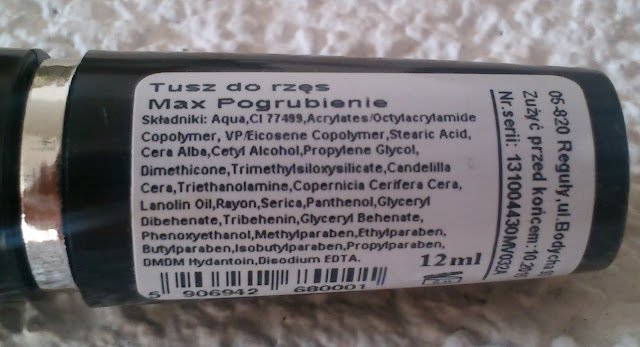 Tusz do rzęs
Max Pogrubienie
Składniki: Aqua,CI 77499,Acrylates/Octylacrylamide
Copolymer, VP/Eicosene Copolymer,Stearic Acid,
Cera Alba,Cetyl Alcohol,Propylene Glycol,
Dimethicone,Trimethylsiloxysilicate,Candelilla
Cera,Triethanolamine,Copernicia Cerifera Cera,
Lanolin Oil,Rayon,Serica,Panthenol,Glyceryl
Dibehenate,Tribehenin,Glyceryl Behenate,
Phenoxyethanol,Methylparaben,Ethylparaben,
Butylparaben,Isobutylparaben,Propylparaben,
DMDM Hydantoin,Disodium EDTA.
12ml
5 906942 680001
05-820 Reguły,ul.Bodycha
Zużyć przed końcem:
Nr.serii: 131004430MV032A